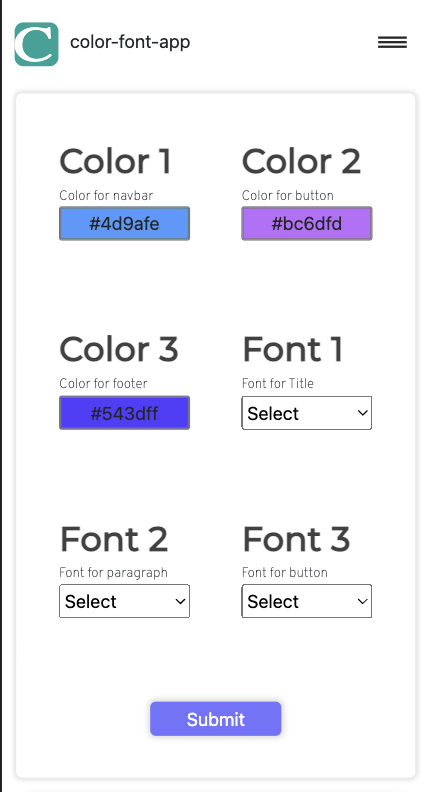 C color-font-app
Color 1
Color for navbar
#4d9afe
Color 2
Color for button
#bc6dfd
Color 3
Color for footer
#543dff
Font 1
Font for Title
Select
Font 2
Font for paragraph
Select
Font 3
Font for button
Select
Submit